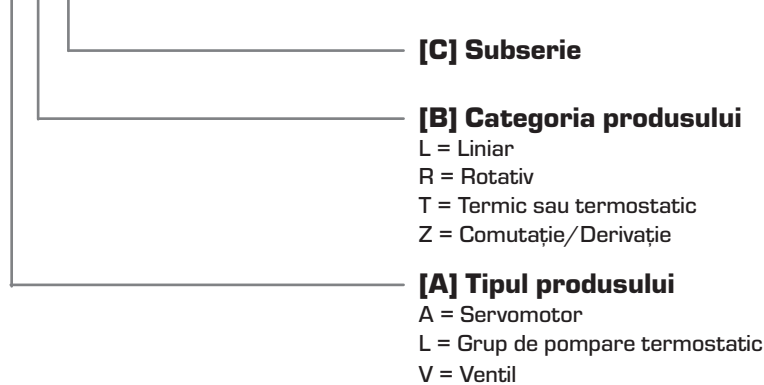 [C] Subserie
[B] Categoria produsului
L = Liniar
R = Rotativ
T = Termic sau termostatic
Z = Comutație/Derivație
[A] Tipul produsului
A = Servomotor
L = Grup de pompare termostatic
V = Ventil